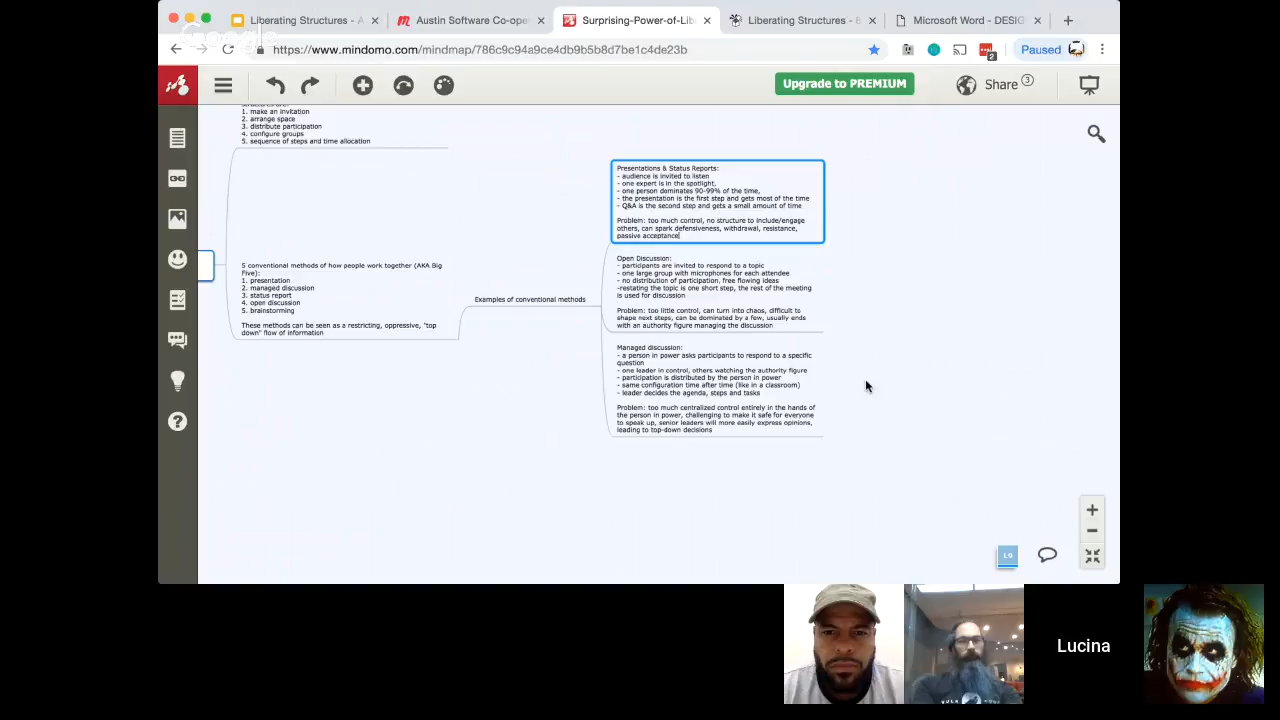 Liberating Structures - A
Austin Software Co-oper
Surprising-Power-of-Lib
Liberating Structures - 6
Microsoft Word - DESIG
Google
https://www.mindomo.com/mindmap/786c9c94a9ce4db9b5b8d7be1c4de23b
2
Paused
Upgrade to PREMIUM
Share 3
1. make an invitation
2. arrange space
3. distribute participation
4. configure groups
5. sequence of steps and time allocation
5 conventional methods of how people work together (AKA Big
Five):
1. presentation
2. managed discussion
3. status report
4. open discussion
5. brainstorming
These methods can be seen as a restricting, oppressive, "top
down" flow of information
Examples of conventional methods
Presentations & Status Reports:
- audience is invited to listen
- one expert is in the spotlight,
- one person dominates 90-99% of the time,
- the presentation is the first step and gets most of the time
- Q&A is the second step and gets a small amount of time
Problem: too much control, no structure to include/engage
others, can spark defensiveness, withdrawal, resistance,
passive acceptance
Open Discussion:
- participants are invited to respond to a topic
- one large group with microphones for each attendee
- no distribution of participation, free flowing ideas
-restating the topic is one short step, the rest of the meeting
is used for discussion
Problem: too little control, can turn into chaos, difficult to
shape next steps, can be dominated by a few, usually ends
with an authority figure managing the discussion
Managed discussion:
- a person in power asks participants to respond to a specific
question
- one leader in control, others watching the authority figure
- participation is distributed by the person in power
- same configuration time after time (like in a classroom)
- leader decides the agenda, steps and tasks
Problem: too much centralized control entirely in the hands of
the person in power, challenging to make it safe for everyone
to speak up, senior leaders will more easily express opinions,
leading to top-down decisions
L9
Lucina